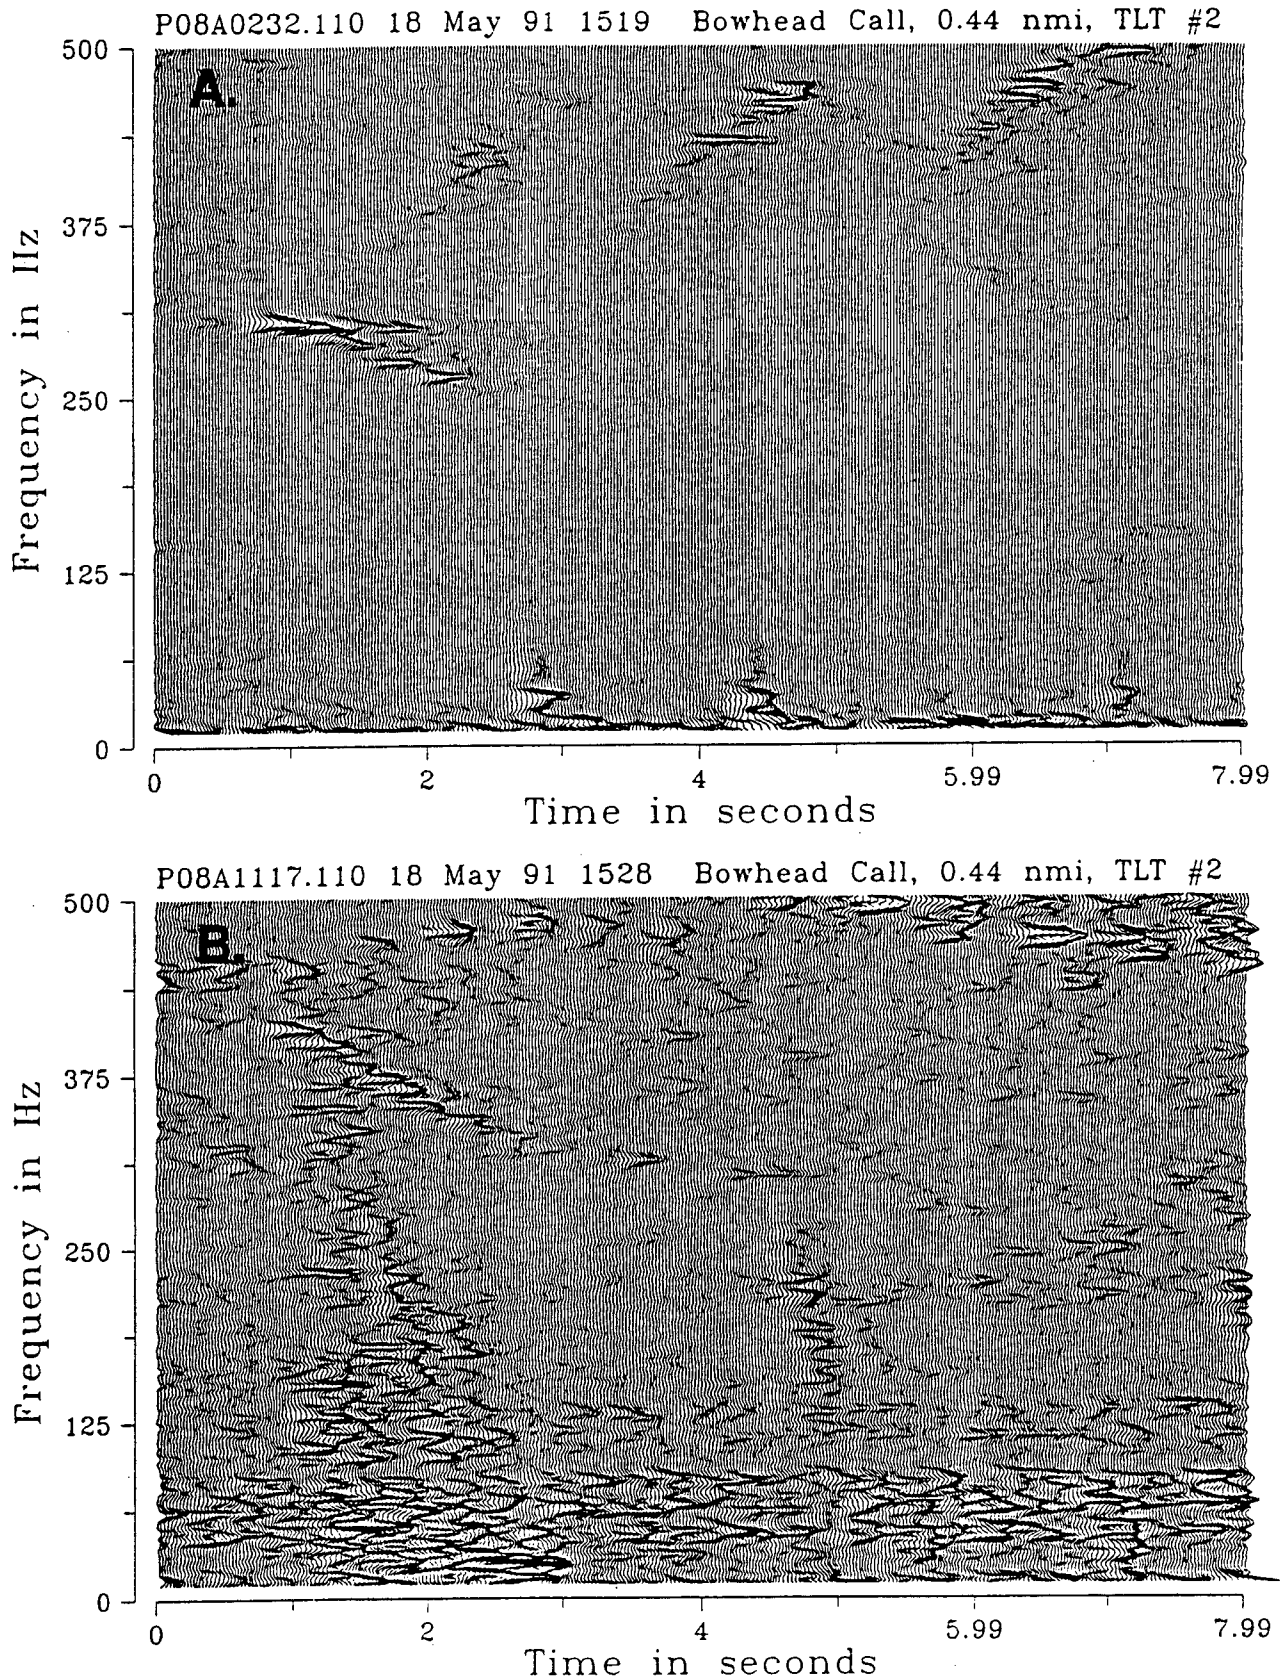 P08A0232.110 18 May 91 1519 Bowhead Call, 0.44 nmi, TLT #2
A.
500
375
250
125
0
Frequency in Hz
0 2 4 5.99 7.99
Time in seconds
P08A1117.110 18 May 91 1528 Bowhead Call, 0.44 nmi, TLT #2
B.
500
375
250
125
0
Frequency in Hz
0 2 4 5.99 7.99
Time in seconds